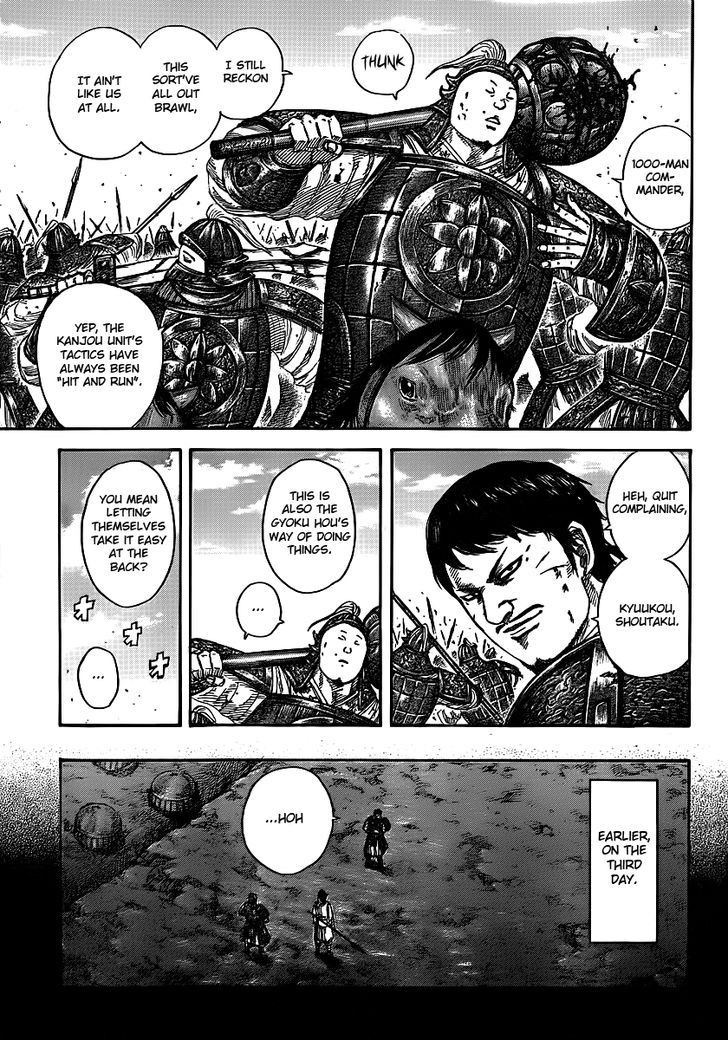 1000-MAN
COM-
MANDER,
THUNK
I STILL
RECKON
THIS
SORT'VE
ALL OUT
BRAWL,
IT AIN'T
LIKE US
AT ALL.
YEP, THE
KANJOU UNIT'S
TACTICS HAVE
ALWAYS BEEN
"HIT AND RUN".
HEH, QUIT
COMPLAINING,
KYUUKOU,
SHOUTAKU.
THIS IS
ALSO THE
GYOKU HOU'S
WAY OF DOING
THINGS.
...
YOU MEAN
LETTING
THEMSELVES
TAKE IT EASY
AT THE
BACK?
オ
オ
オ
...
EARLIER,
ON THE
THIRD
DAY.
...HOH